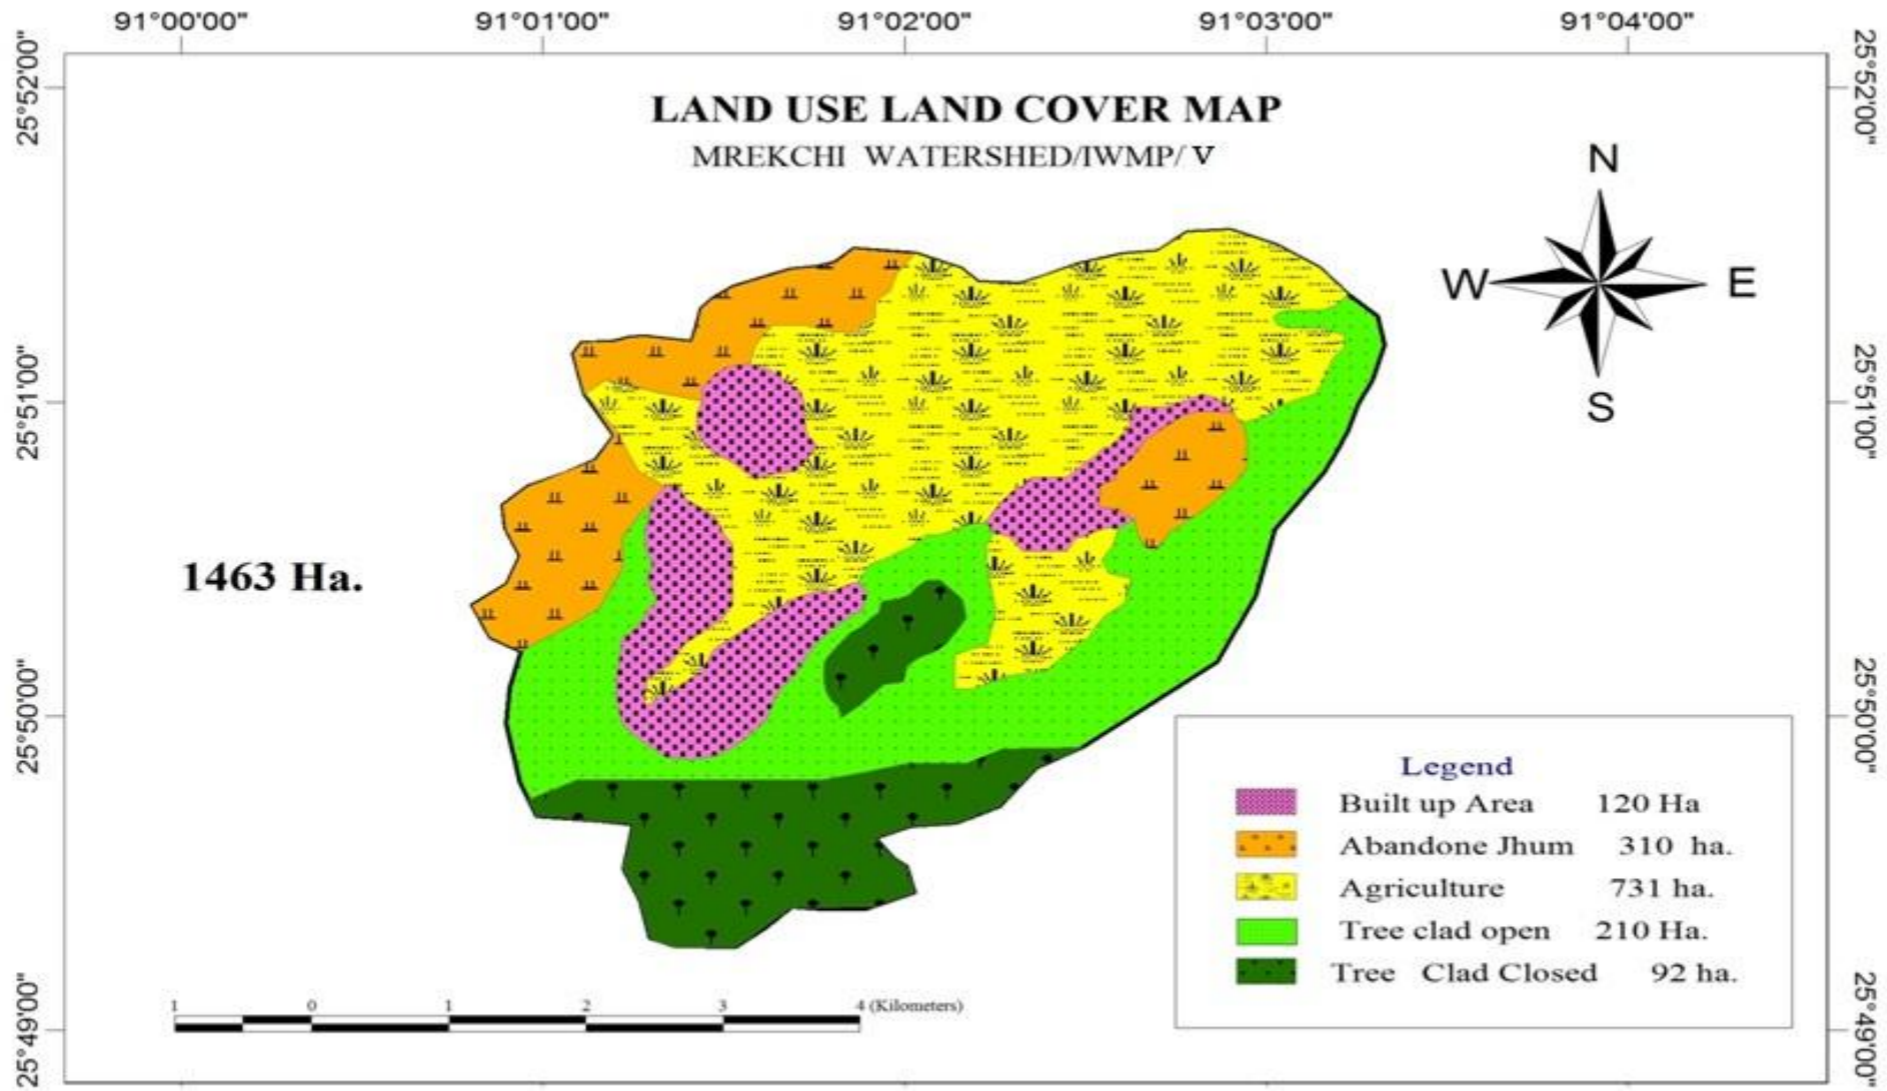 91°00'00" 91°01'00" 91°02'00" 91°03'00" 91°04'00"
25°52'00" 25°52'00"
LAND USE LAND COVER MAP
MREKCHI WATERSHED/IWMP/ V
N
W E
S
25°51'00" 25°51'00"
1463 Ha.
25°50'00" 25°50'00"
Legend
Built up Area 120 Ha
Abandone Jhum 310 ha.
Agriculture 731 ha.
Tree clad open 210 Ha.
Tree Clad Closed 92 ha.
1 0 1 2 3 4 (Kilometers)
25°49'00" 25°49'00"